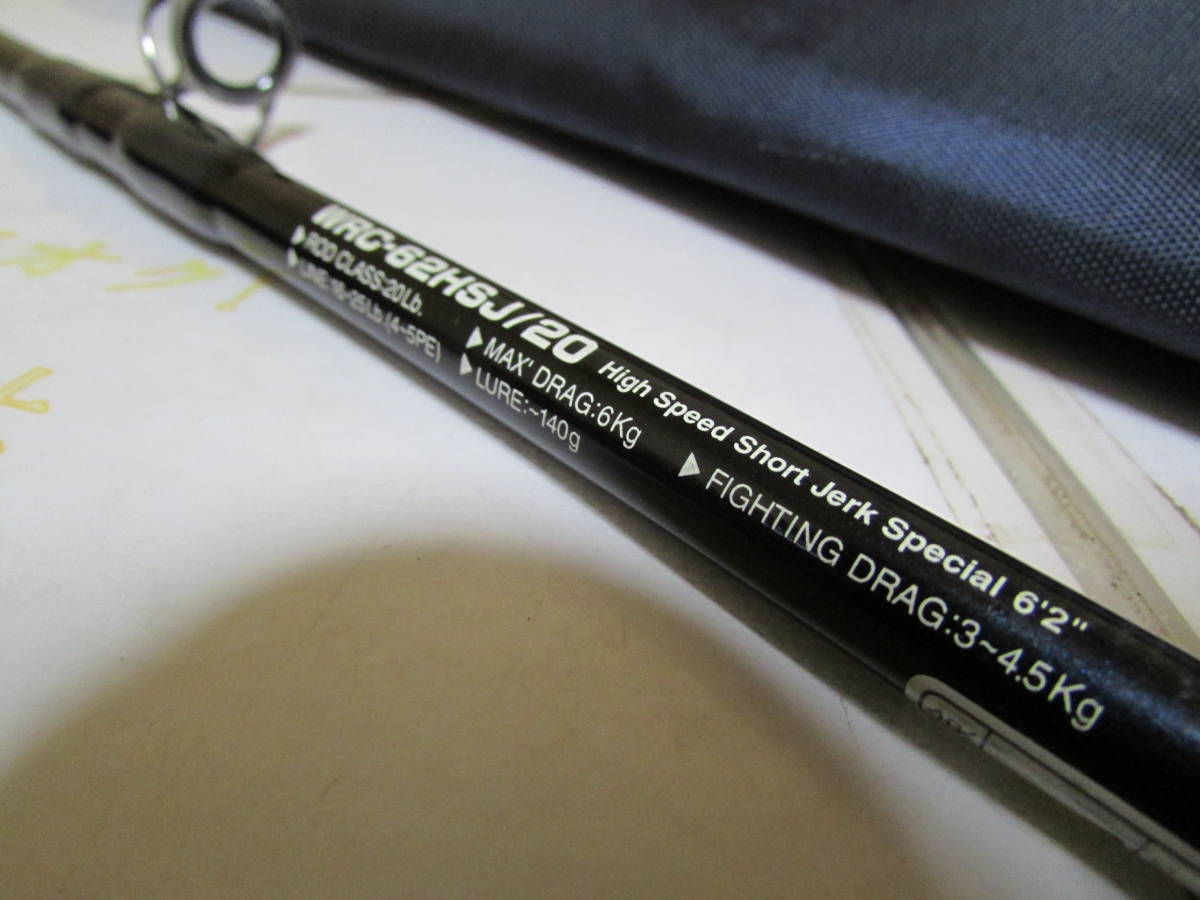 WRC-62HSJ/20 High Speed Short Jerk Special 6'2"
▶ ROD CLASS:20Lb. ▶ MAX' DRAG:6Kg ▶ FIGHTING DRAG:3~4.5Kg
▶ LINE:16~25Lb.(4~5PE) ▶ LURE:~140g